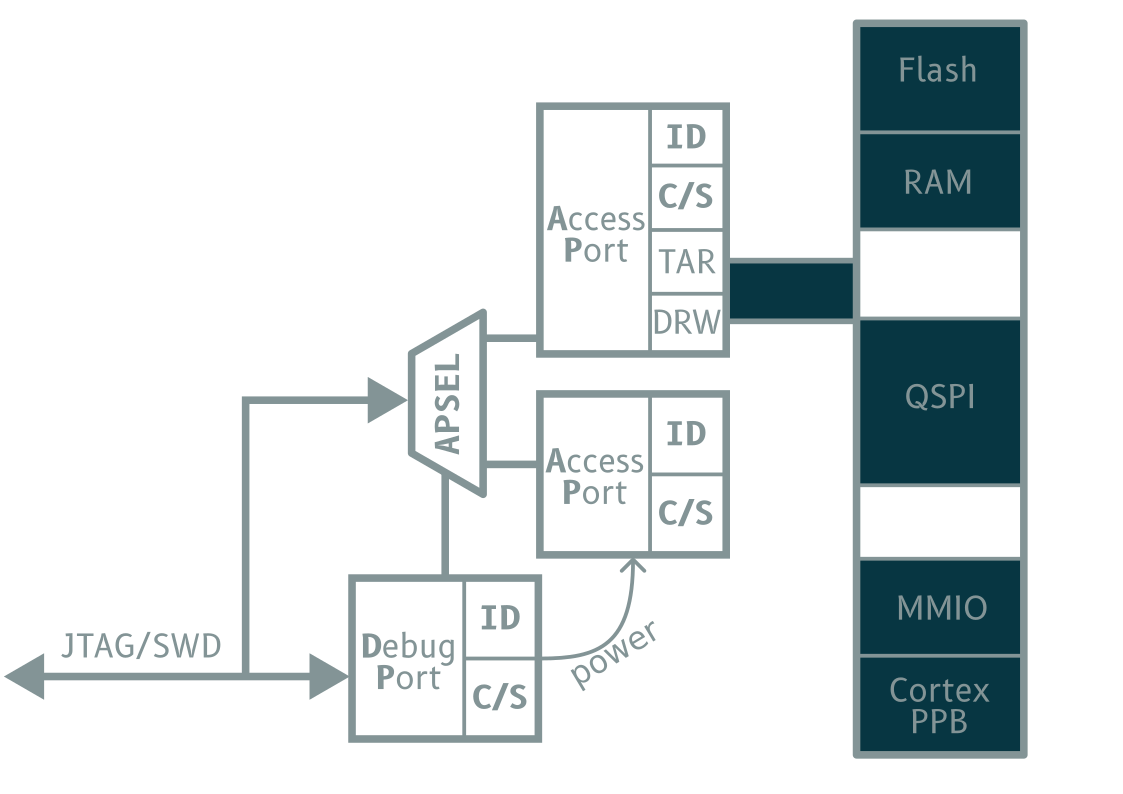 Flash
RAM
QSPI
MMIO
Cortex
PPB
Access
Port
ID
C/S
TAR
DRW
APSEL
Access
Port
ID
C/S
JTAG/SWD
Debug
Port
ID
C/S
power